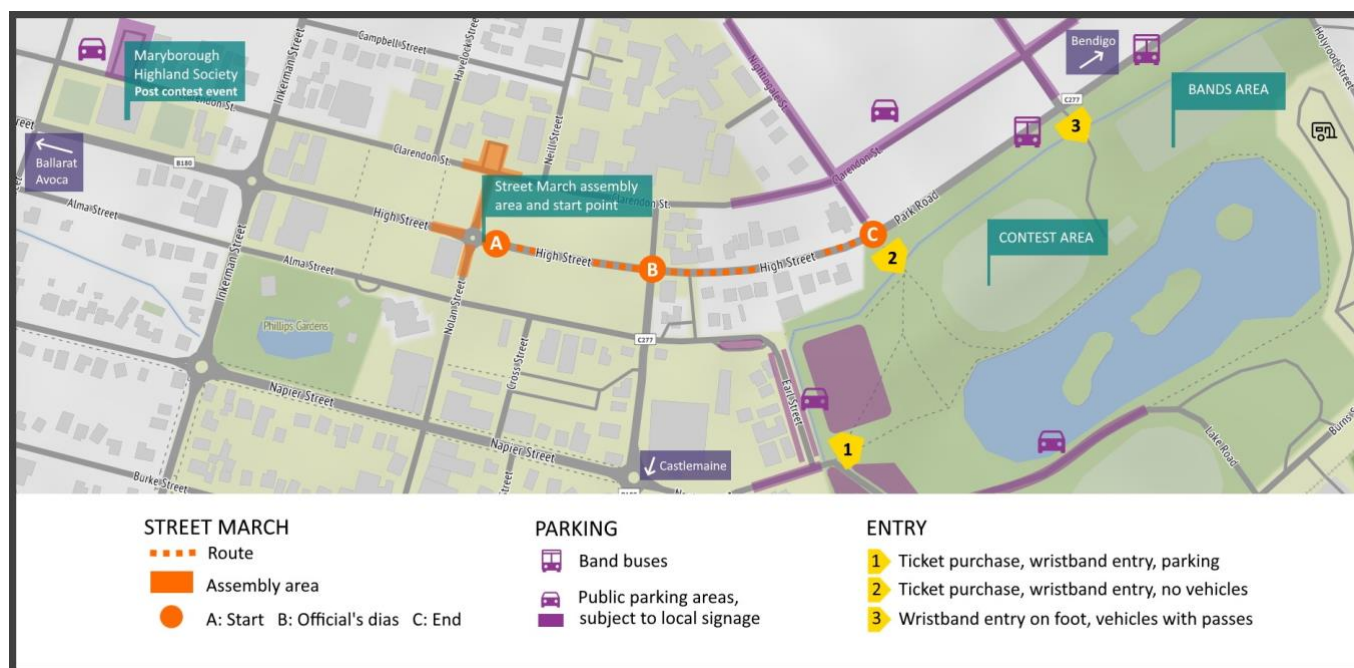 Campbell Street
Havelock Street
Inkerman Street
Nightingale St.
Holyrood Street
Bendigo
Maryborough
Highland Society
Post contest event
Clarendon St.
C277
3
BANDS AREA
Ballarat
Avoca
B180
Clarendon St.
Neill Street
Clarendon St.
Street March assembly
area and start point
Clarendon St.
Park Road
CONTEST AREA
Alma Street
High Street
A
High Street
B
High Street
C
2
Inkerman Street
Alma Street
Nolan Street
Phillips Gardens
C277
Cross Street
Earl Street
Napier Street
Napier Street
1
Castlemaine
Lake Road
Burke Street
STREET MARCH
Route
Assembly area
A: Start B: Official's dias C: End
PARKING
Band buses
Public parking areas,
subject to local signage
ENTRY
1 Ticket purchase, wristband entry, parking
2 Ticket purchase, wristband entry, no vehicles
3 Wristband entry on foot, vehicles with passes